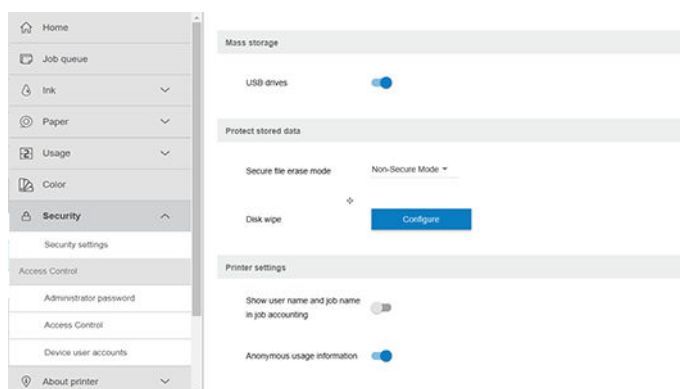 Home
Job queue
Ink
Paper
Usage
Color
Security
Security settings
Access Control
Administrator password
Access Control
Device user accounts
About printer
Mass storage
USB drives
Protect stored data
Secure file erase mode
Non-Secure Mode
Disk wipe
Configure
Printer settings
Show user name and job name
in job accounting
Anonymous usage information